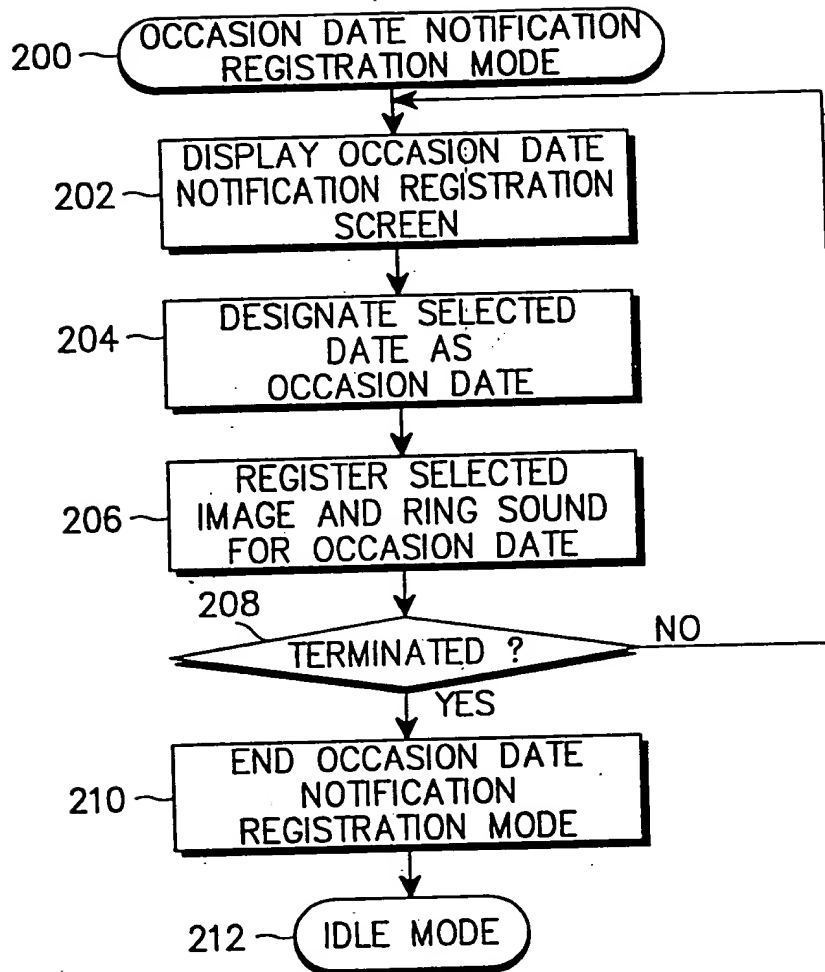 OCCASION DATE NOTIFICATION
REGISTRATION MODE
200
DISPLAY OCCASION DATE
NOTIFICATION REGISTRATION
SCREEN
202
DESIGNATE SELECTED
DATE AS
OCCASION DATE
204
REGISTER SELECTED
IMAGE AND RING SOUND
FOR OCCASION DATE
206
208
TERMINATED ?
NO
YES
END OCCASION DATE
NOTIFICATION
REGISTRATION MODE
210
IDLE MODE
212